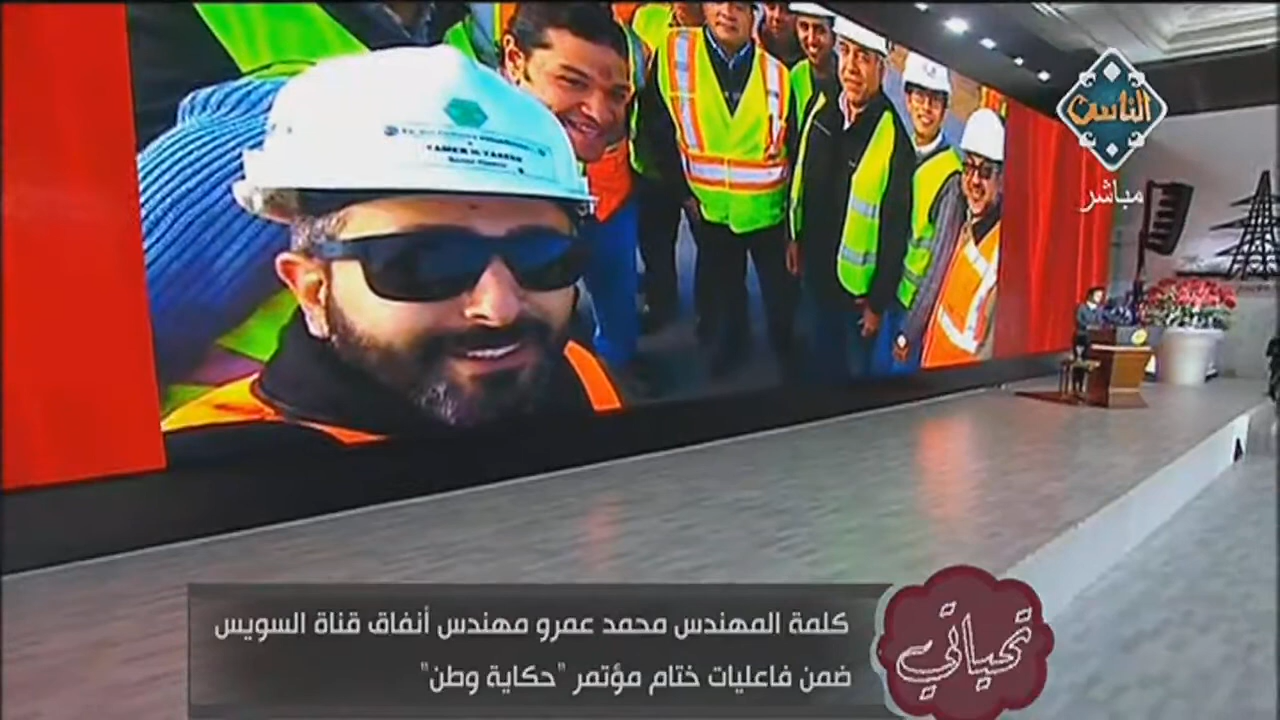 الناس
مباشر
كلمة المهندس محمد عمرو مهندس أنفاق قناة السويس
ضمن فاعليات ختام مؤتمر "حكاية وطن"
تحياتي